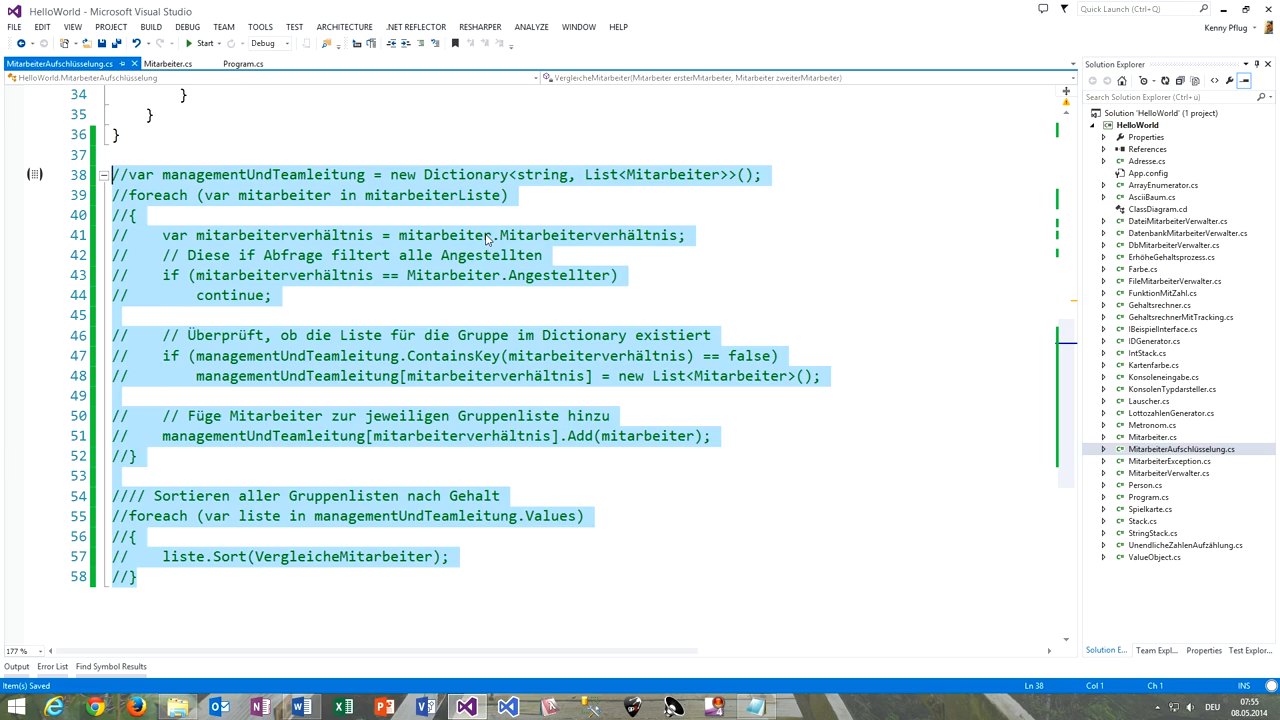 HelloWorld - Microsoft Visual Studio
Quick Launch (Ctrl+Q)
FILE EDIT VIEW PROJECT BUILD DEBUG TEAM TOOLS TEST ARCHITECTURE .NET REFLECTOR RESHARPER ANALYZE WINDOW HELP
Kenny Pflug
Start
Debug
MitarbeiterAufschlüsselung.cs
Mitarbeiter.cs
Program.cs
HelloWorld.MitarbeiterAufschlüsselung
VergleicheMitarbeiter(Mitarbeiter ersterMitarbeiter, Mitarbeiter zweiterMitarbeiter)
34 }
35 }
36 }
37
38 //var managementUndTeamleitung = new Dictionary<string, List<Mitarbeiter>>();
39 //foreach (var mitarbeiter in mitarbeiterListe)
40 //{
41 // var mitarbeiterverhältnis = mitarbeiter.Mitarbeiterverhältnis;
42 // // Diese if Abfrage filtert alle Angestellten
43 // if (mitarbeiterverhältnis == Mitarbeiter.Angestellter)
44 // continue;
45
46 // // Überprüft, ob die Liste für die Gruppe im Dictionary existiert
47 // if (managementUndTeamleitung.ContainsKey(mitarbeiterverhältnis) == false)
48 // managementUndTeamleitung[mitarbeiterverhältnis] = new List<Mitarbeiter>();
49
50 // // Füge Mitarbeiter zur jeweiligen Gruppenliste hinzu
51 // managementUndTeamleitung[mitarbeiterverhältnis].Add(mitarbeiter);
52 //}
53
54 //// Sortieren aller Gruppenlisten nach Gehalt
55 //foreach (var liste in managementUndTeamleitung.Values)
56 //{
57 // liste.Sort(VergleicheMitarbeiter);
58 //}
177 %
Output Error List Find Symbol Results
Item(s) Saved
Ln 38 Col 1 Ch 1 INS
Solution Explorer
Search Solution Explorer (Ctrl+ü)
Solution 'HelloWorld' (1 project)
HelloWorld
Properties
References
Adresse.cs
App.config
ArrayEnumerator.cs
AsciiBaum.cs
ClassDiagram.cd
DateiMitarbeiterVerwalter.cs
DatenbankMitarbeiterVerwalter.cs
DbMitarbeiterVerwalter.cs
ErhöheGehaltsprozess.cs
Farbe.cs
FileMitarbeiterVerwalter.cs
FunktionMitZahl.cs
Gehaltsrechner.cs
GehaltsrechnerMitTracking.cs
IBeispielInterface.cs
IDGenerator.cs
IntStack.cs
Kartenfarbe.cs
Konsoleneingabe.cs
KonsolenTypdarsteller.cs
Lauscher.cs
LottozahlenGenerator.cs
Metronom.cs
Mitarbeiter.cs
MitarbeiterAufschlüsselung.cs
MitarbeiterException.cs
MitarbeiterVerwalter.cs
Person.cs
Program.cs
Spielkarte.cs
Stack.cs
StringStack.cs
UnendlicheZahlenAufzählung.cs
ValueObject.cs
Solution E... Team Expl... Properties Test Explor...
DEU
07:55
08.05.2014